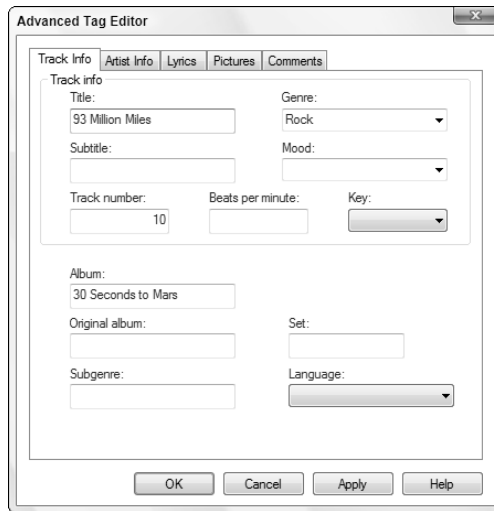 Advanced Tag Editor
Track Info Artist Info Lyrics Pictures Comments
Track info
Title: Genre:
93 Million Miles Rock
Subtitle: Mood:
Track number: Beats per minute: Key:
10
Album:
30 Seconds to Mars
Original album: Set:
Subgenre: Language:
OK Cancel Apply Help